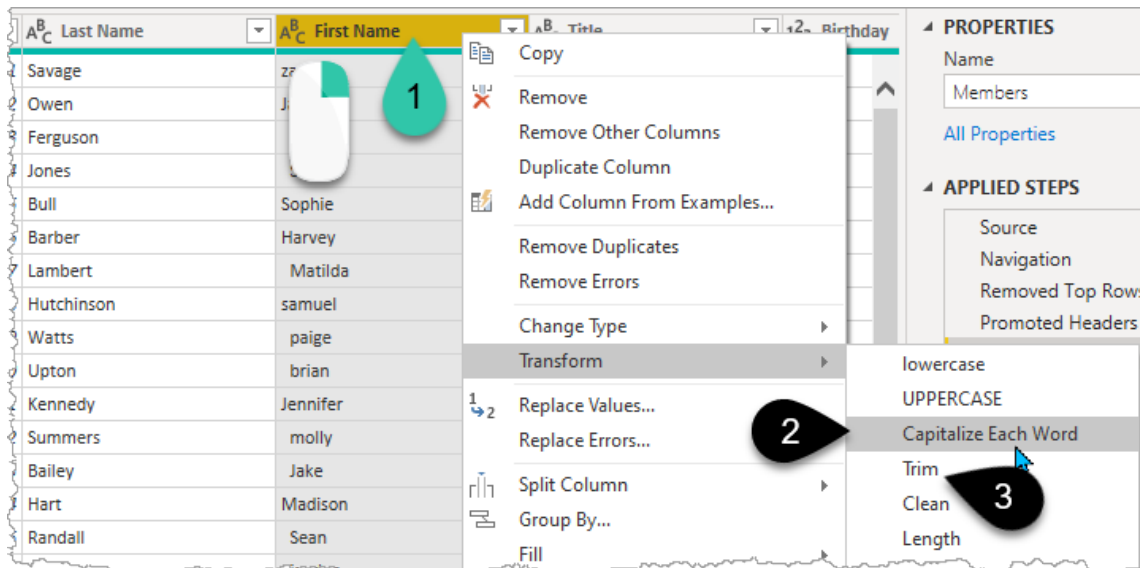 Last Name First Name Title Birthday
Savage
Owen
Ferguson
Jones
Bull Sophie
Barber Harvey
Lambert Matilda
Hutchinson samuel
Watts paige
Upton brian
Kennedy Jennifer
Summers molly
Bailey Jake
Hart Madison
Randall Sean
1
Copy
Remove
Remove Other Columns
Duplicate Column
Add Column From Examples...
Remove Duplicates
Remove Errors
Change Type
Transform
Replace Values...
Replace Errors...
Split Column
Group By...
Fill
2
lowercase
UPPERCASE
Capitalize Each Word
Trim
Clean
Length
3
PROPERTIES
Name
Members
All Properties
APPLIED STEPS
Source
Navigation
Removed Top Rows
Promoted Headers